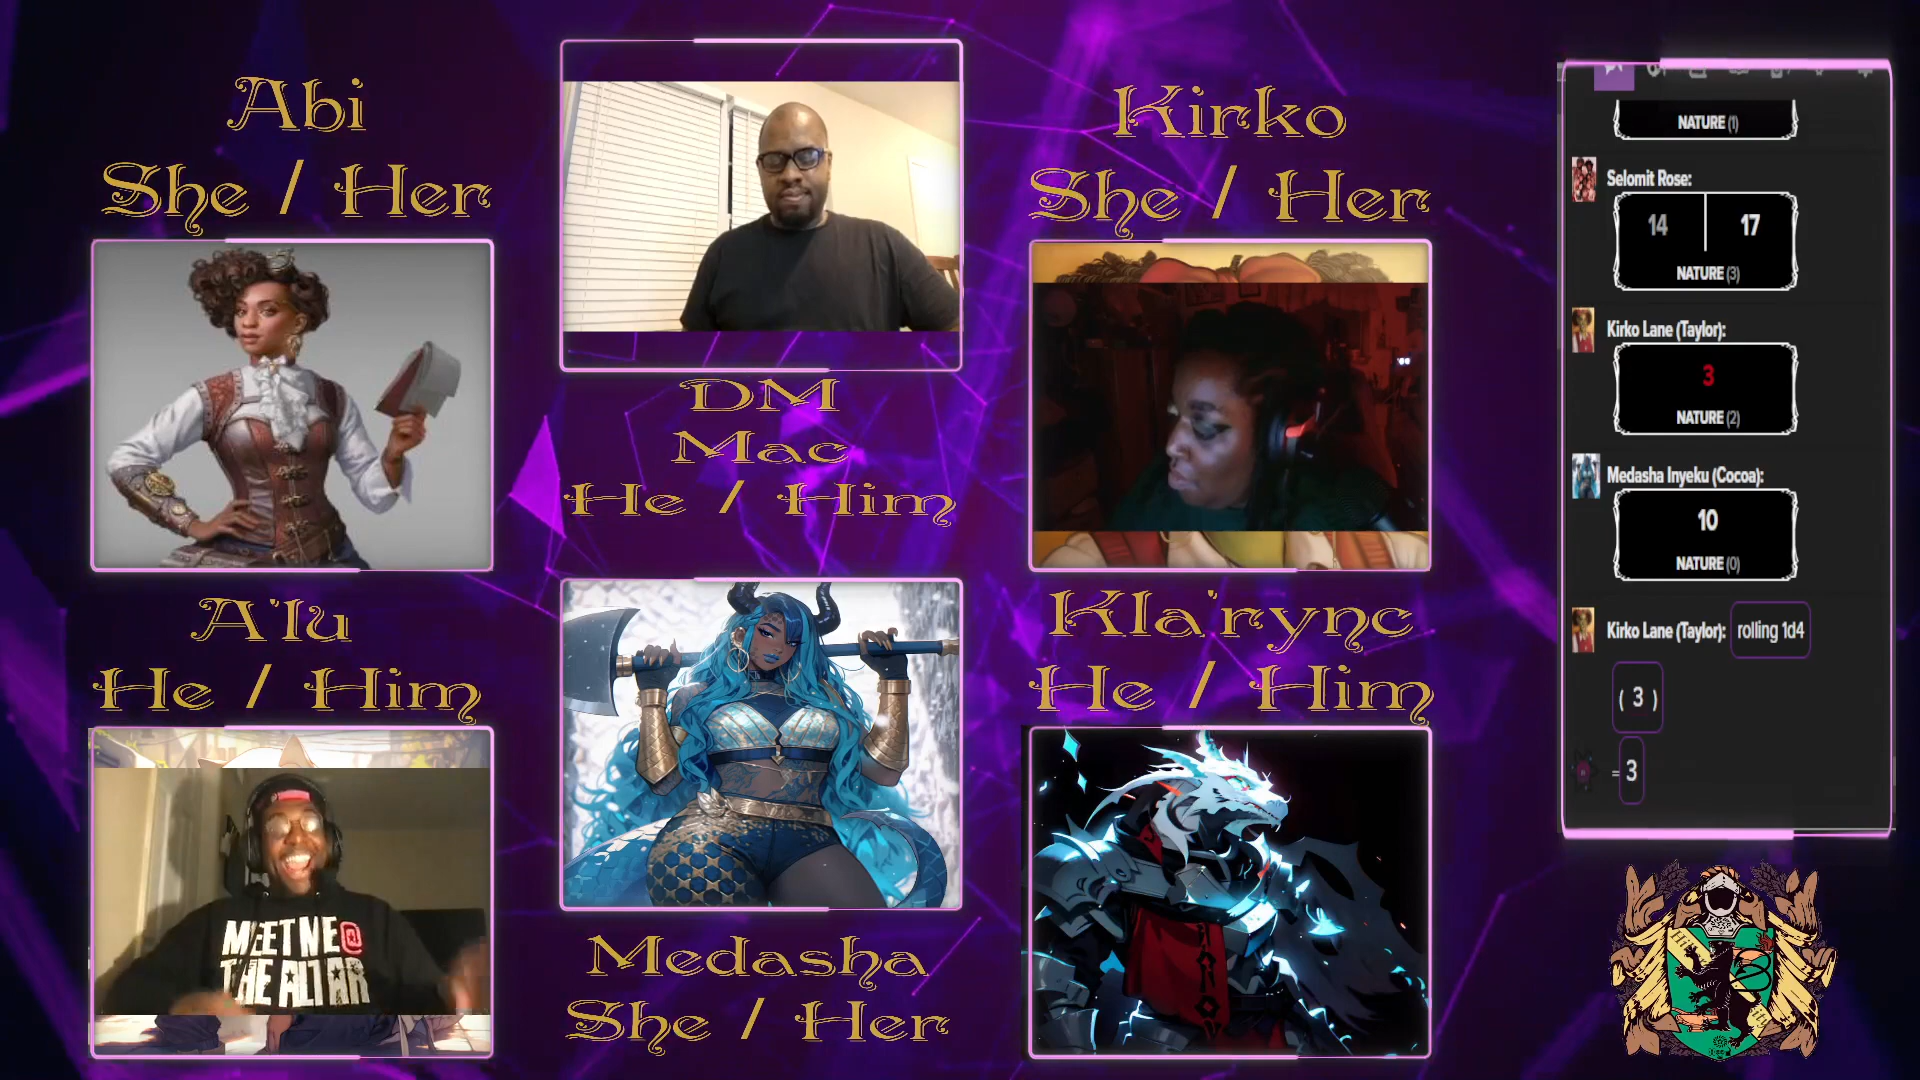 Abi
She / Her
DM
Mac
He / Him
Kirko
She / Her
A'lu
He / Him
MEET ME @
THE ALTAR
Medasha
She / Her
Kla'rync
He / Him
NATURE (1)
Selomit Rose:
14 17
NATURE (3)
Kirko Lane (Taylor):
3
NATURE (2)
Medasha Inyeku (Cocoa):
10
NATURE (0)
Kirko Lane (Taylor): rolling 1d4
( 3 )
= 3